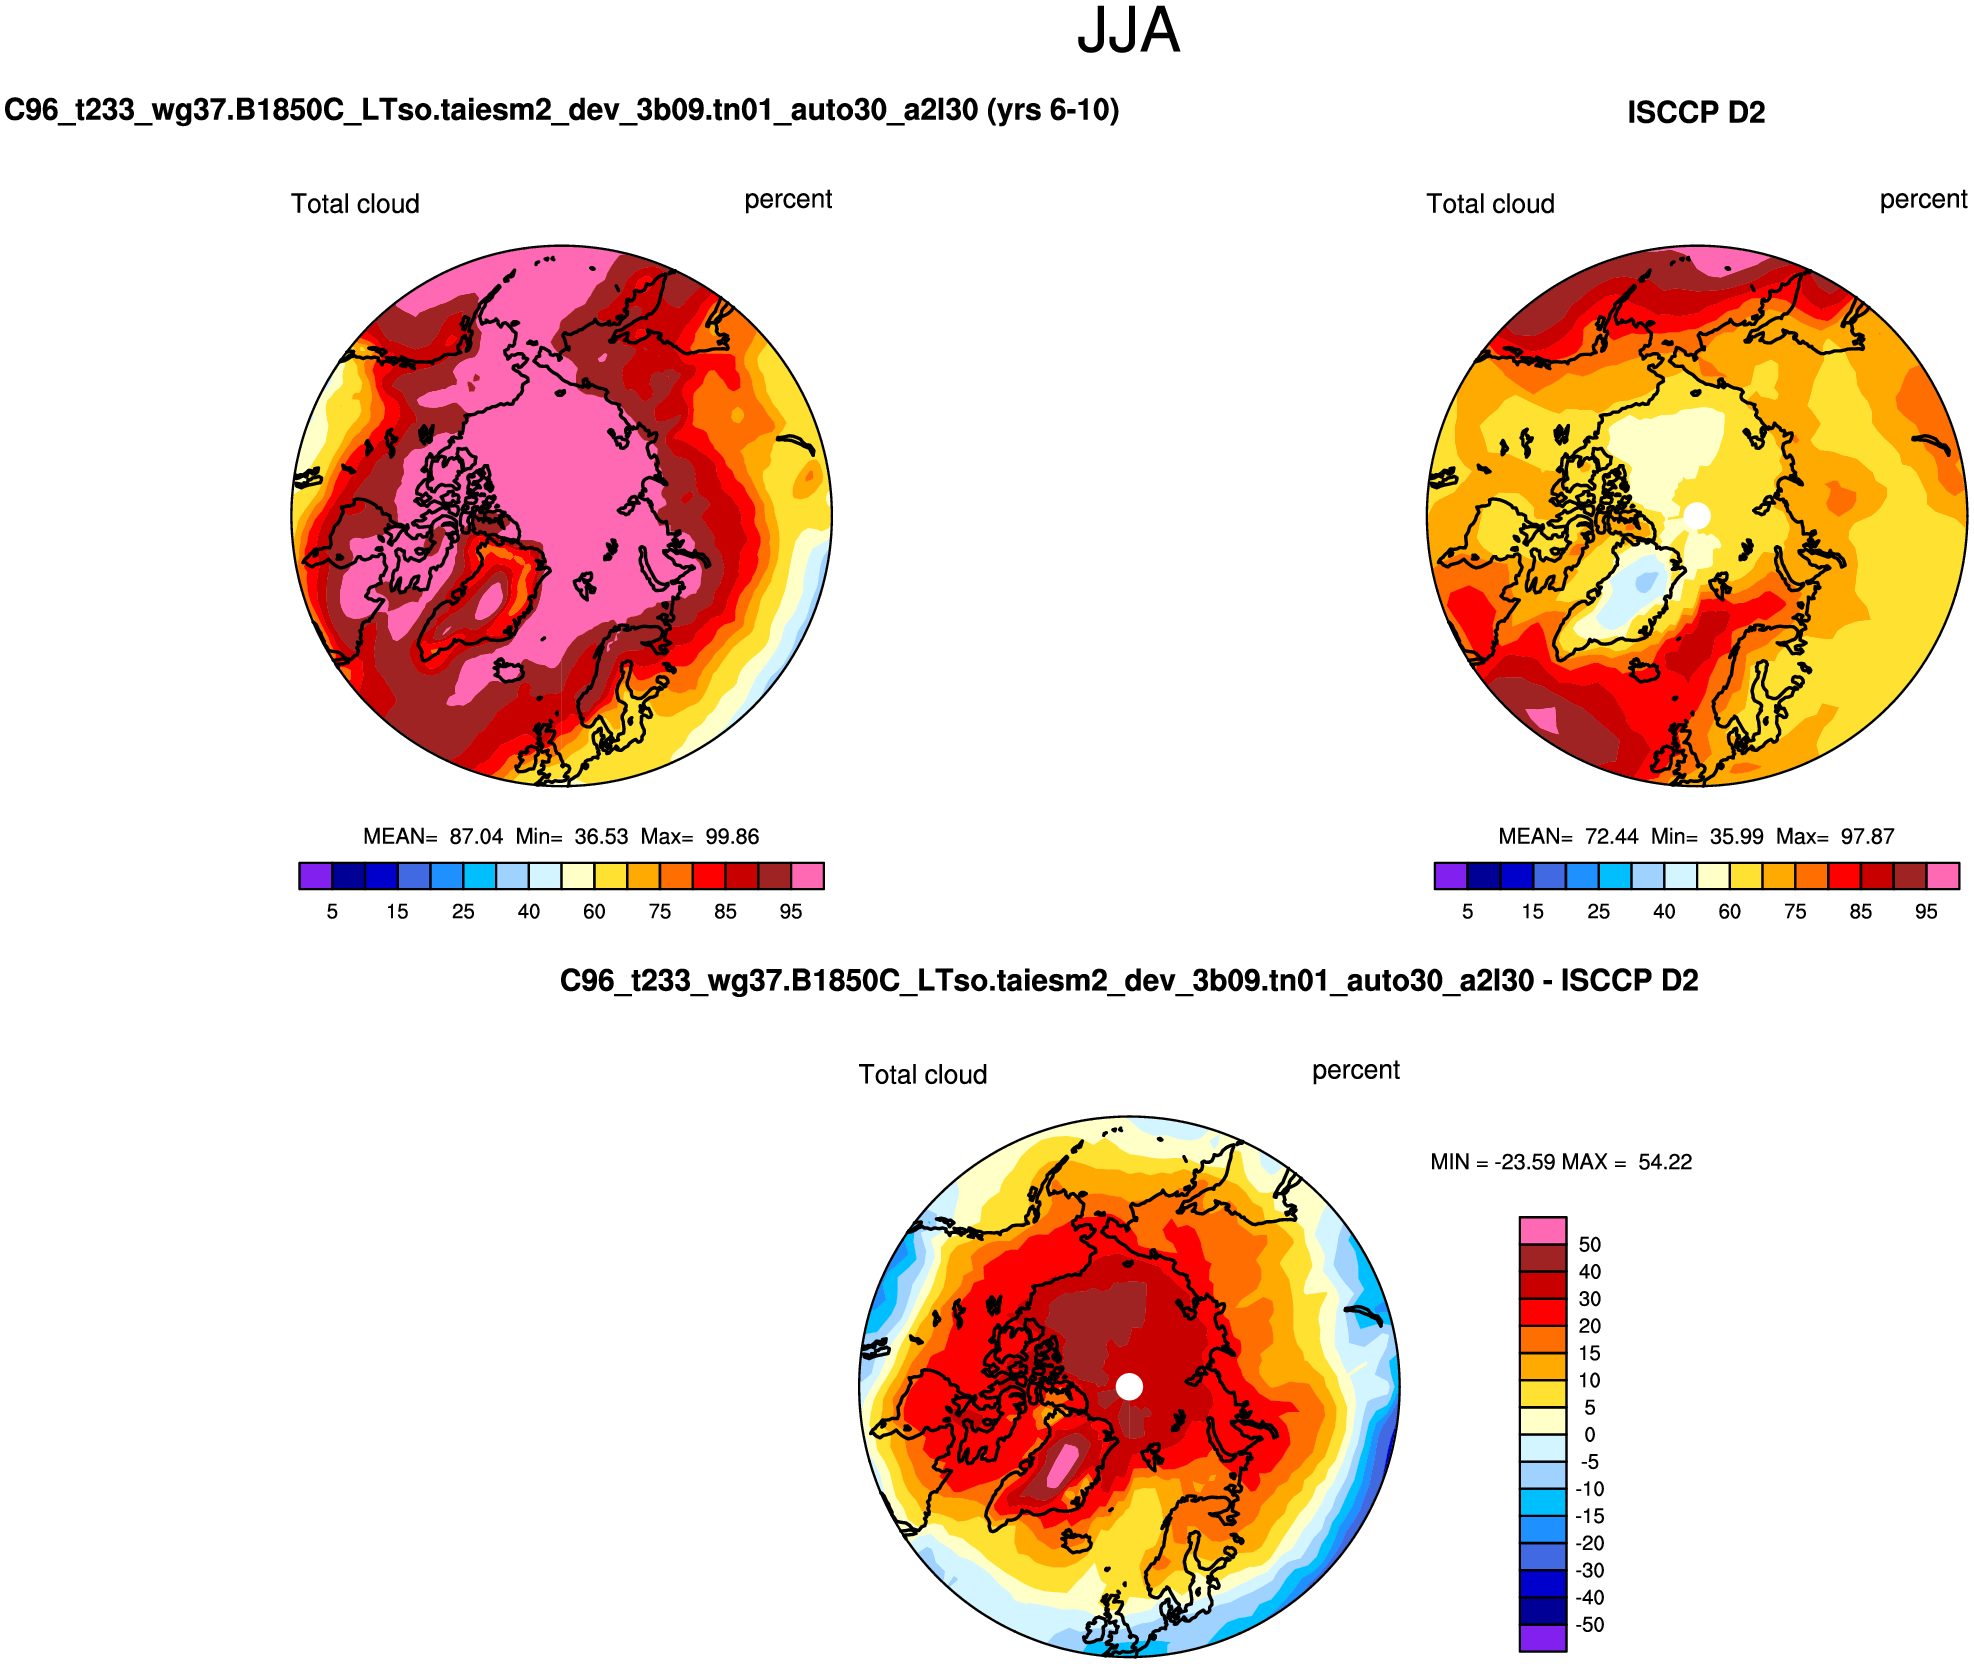 JJA
C96_t233_wg37.B1850C_LTso.taiesm2_dev_3b09.tn01_auto30_a2l30 (yrs 6-10)
ISCCP D2
Total cloud percent
Total cloud percent
MEAN= 87.04 Min= 36.53 Max= 99.86
5 15 25 40 60 75 85 95
MEAN= 72.44 Min= 35.99 Max= 97.87
5 15 25 40 60 75 85 95
C96_t233_wg37.B1850C_LTso.taiesm2_dev_3b09.tn01_auto30_a2l30 - ISCCP D2
Total cloud percent
MIN = -23.59 MAX = 54.22
50
40
30
20
15
10
5
0
-5
-10
-15
-20
-30
-40
-50